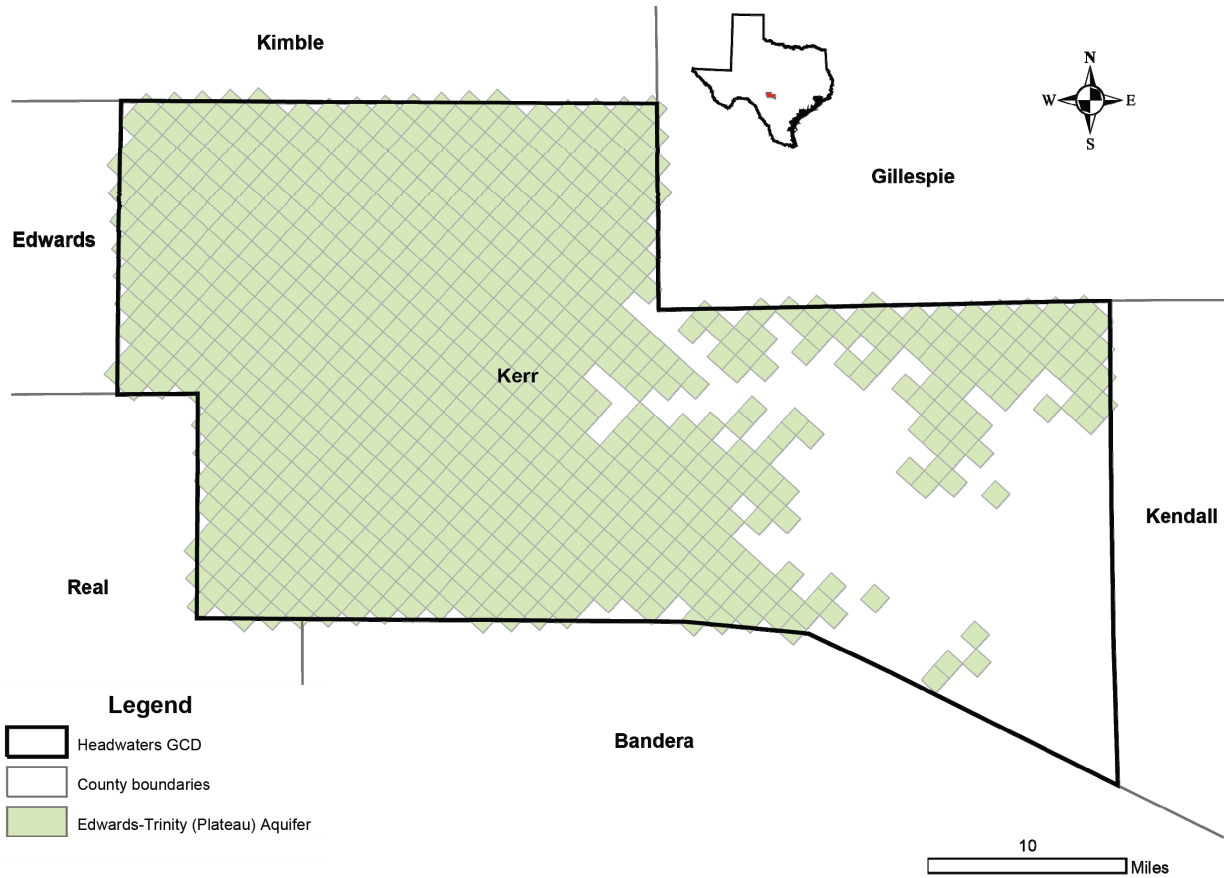 Kimble
N
W E
S
Gillespie
Edwards
Kerr
Kendall
Real
Legend
Headwaters GCD
Bandera
County boundaries
Edwards-Trinity (Plateau) Aquifer
10
Miles